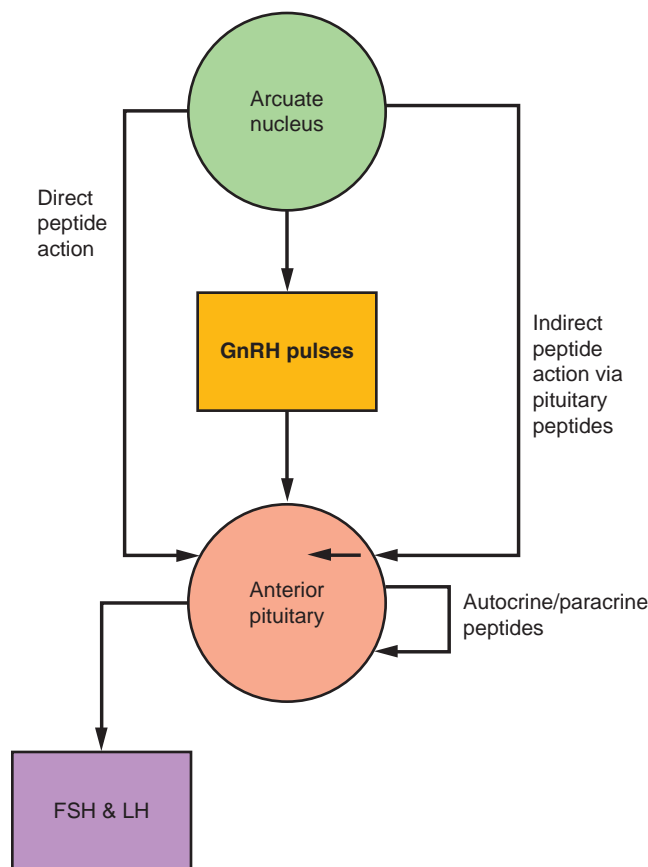 Arcuate
nucleus
Direct
peptide
action
GnRH pulses
Indirect
peptide
action via
pituitary
peptides
Anterior
pituitary
Autocrine/paracrine
peptides
FSH & LH